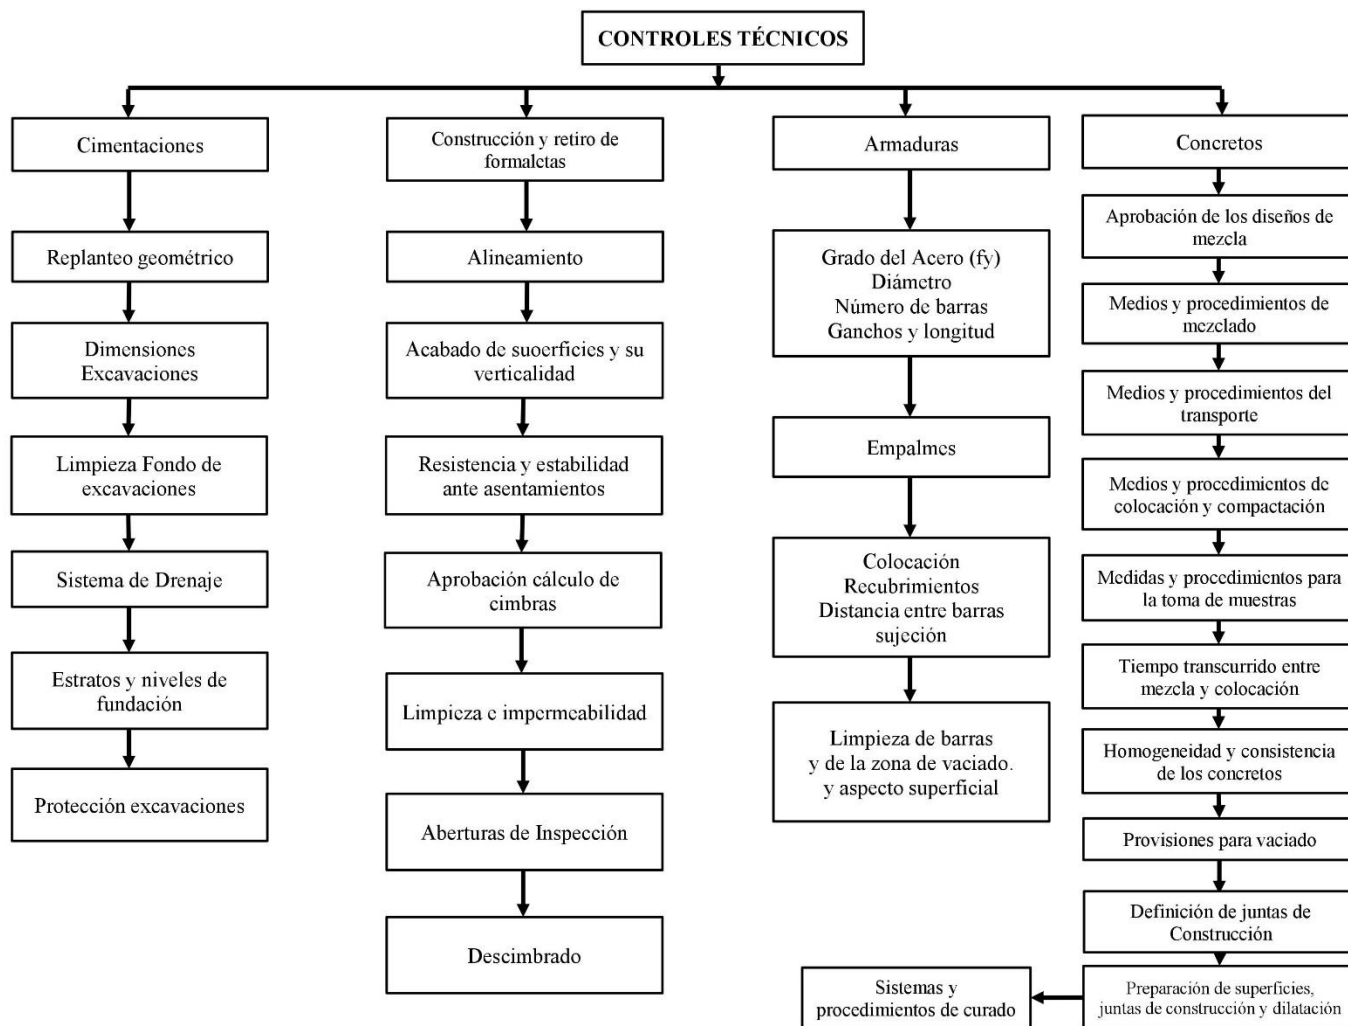 CONTROLES TÉCNICOS
Cimentaciones
Replanteo geométrico
Dimensiones
Excavaciones
Limpieza Fondo de
excavaciones
Sistema de Drenaje
Estratos y niveles de
fundación
Protección excavaciones
Construcción y retiro de
formaletas
Alineamiento
Acabado de suoerficies y su
verticalidad
Resistencia y estabilidad
ante asentamientos
Aprobación cálculo de
cimbras
Limpieza e impermeabilidad
Aberturas de Inspección
Descimbrado
Armaduras
Grado del Acero (fy)
Diámetro
Número de barras
Ganchos y longitud
Empalmes
Colocación
Recubrimientos
Distancia entre barras
sujeción
Limpieza de barras
y de la zona de vaciado.
y aspecto superficial
Concretos
Aprobación de los diseños de
mezcla
Medios y procedimientos de
mezclado
Medios y procedimientos del
transporte
Medios y procedimientos de
colocación y compactación
Medidas y procedimientos para
la toma de muestras
Tiempo transcurrido entre
mezcla y colocación
Homogeneidad y consistencia
de los concretos
Provisiones para vaciado
Definición de juntas de
Construcción
Preparación de superficies,
juntas de construcción y dilatación
Sistemas y
procedimientos de curado